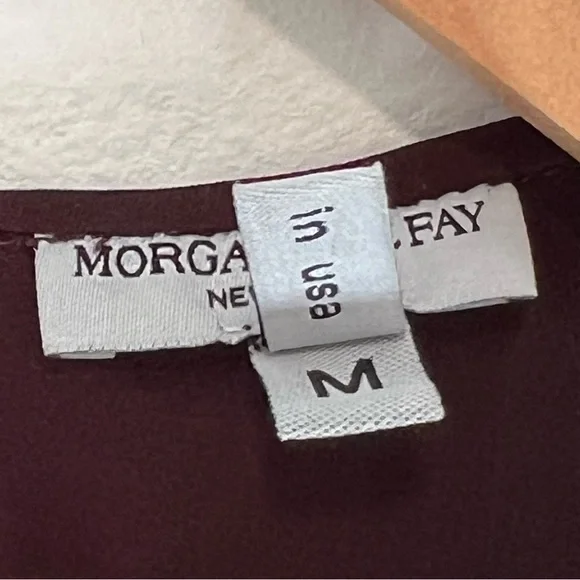 MORGA .FAY
NE
in usa
M